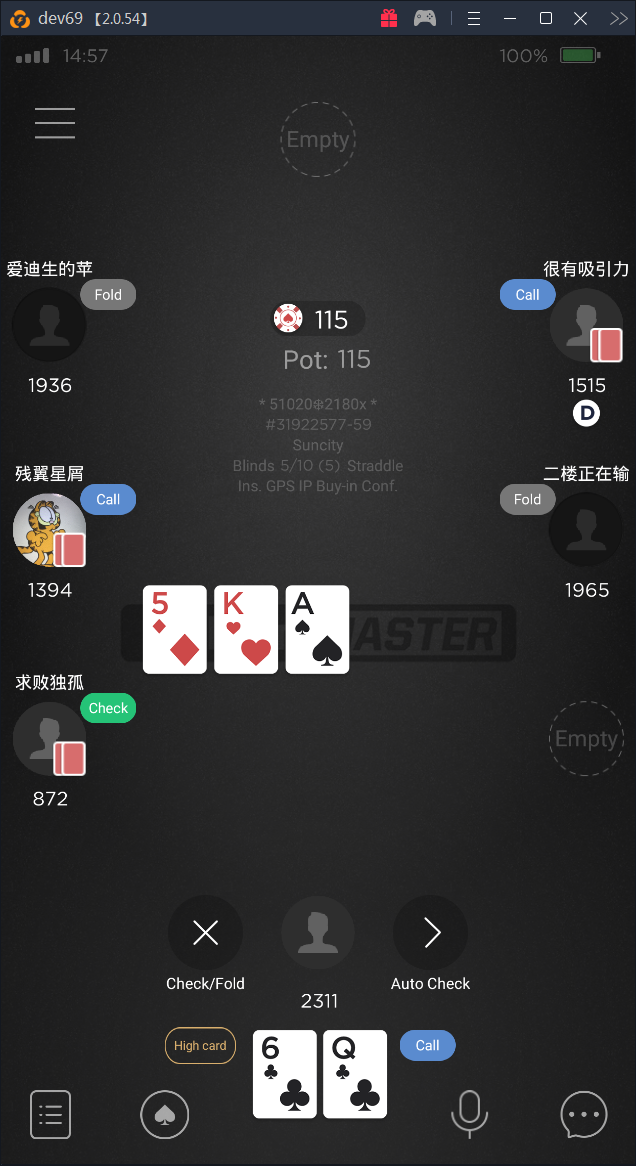 dev69 【2.0.54】
14:57
100%
Empty
爱迪生的苹
Fold
1936
很有吸引力
Call
1515
D
115
Pot: 115
* 51020❄2180x *
#31922577-59
Suncity
Blinds 5/10 (5) Straddle
Ins. GPS IP Buy-in Conf.
残翼星屑
Call
1394
二楼正在输
Fold
1965
5
K
A
MASTER
求败独孤
Check
872
Empty
Check/Fold
2311
Auto Check
High card
6
Q
Call